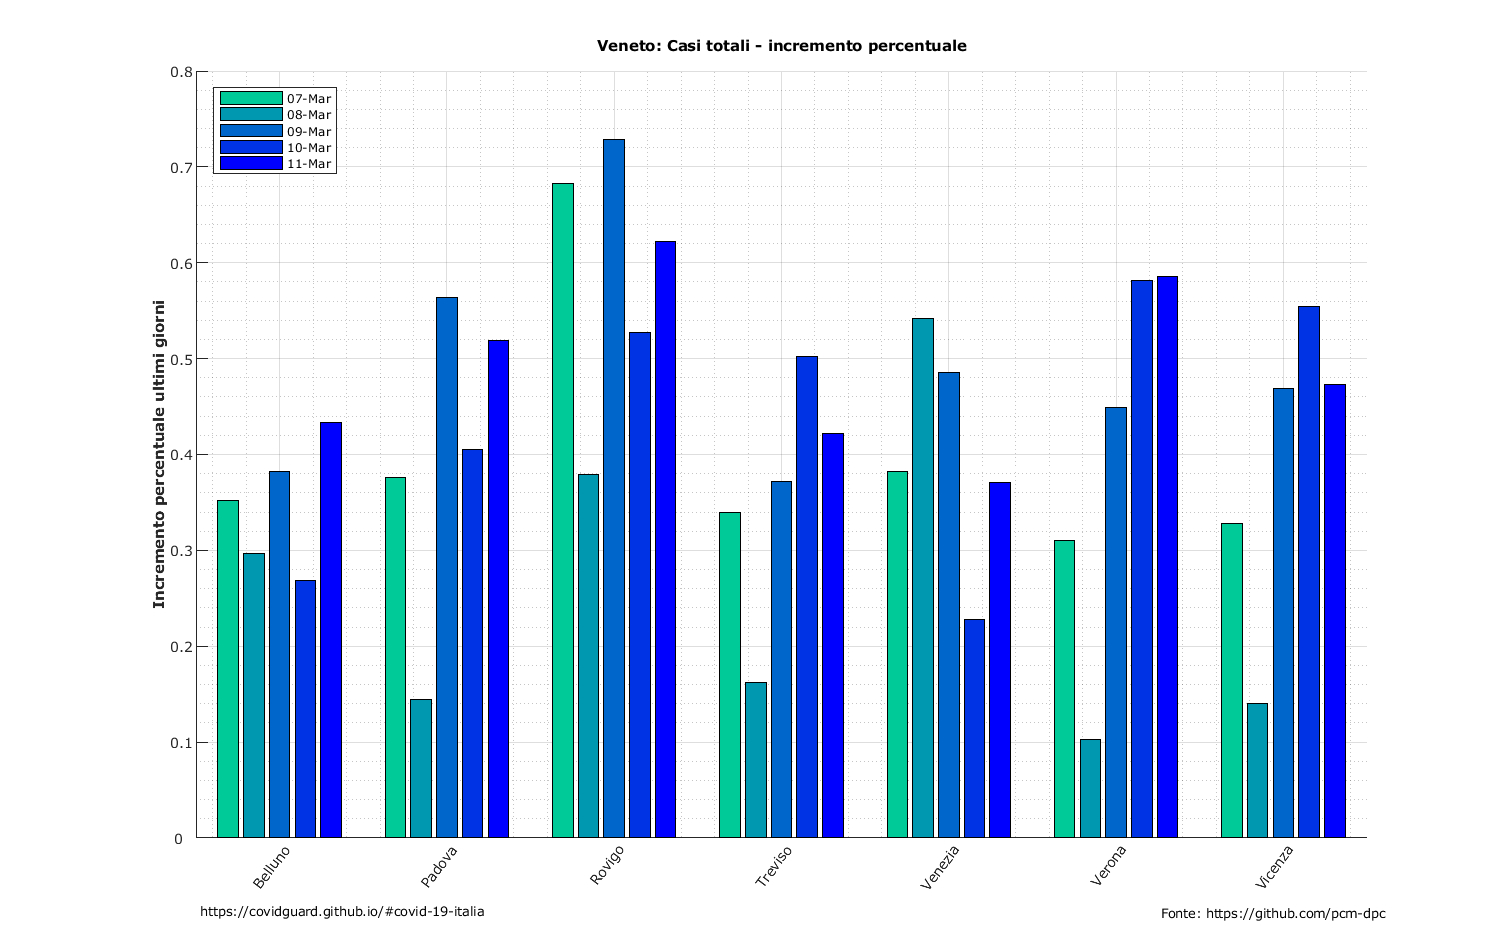 Veneto: Casi totali - incremento percentuale
0.8
0.7
0.6
0.5
0.4
0.3
0.2
0.1
0
Incremento percentuale ultimi giorni
07-Mar
08-Mar
09-Mar
10-Mar
11-Mar
Belluno
Padova
Rovigo
Treviso
Venezia
Verona
Vicenza
https://covidguard.github.io/#covid-19-italia
Fonte: https://github.com/pcm-dpc